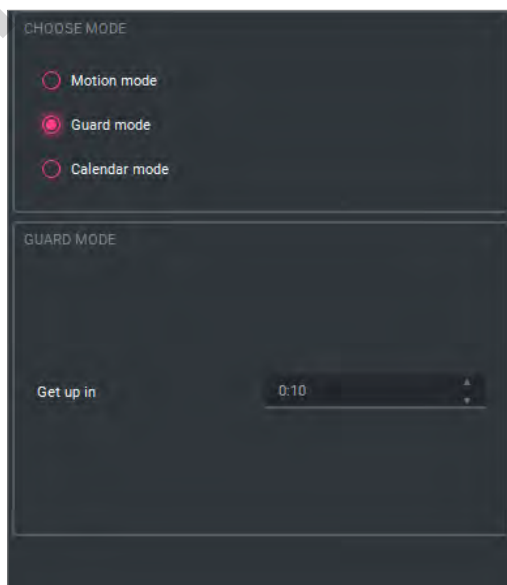 CHOOSE MODE
Motion mode
Guard mode
Calendar mode
GUARD MODE
Get up in
0:10